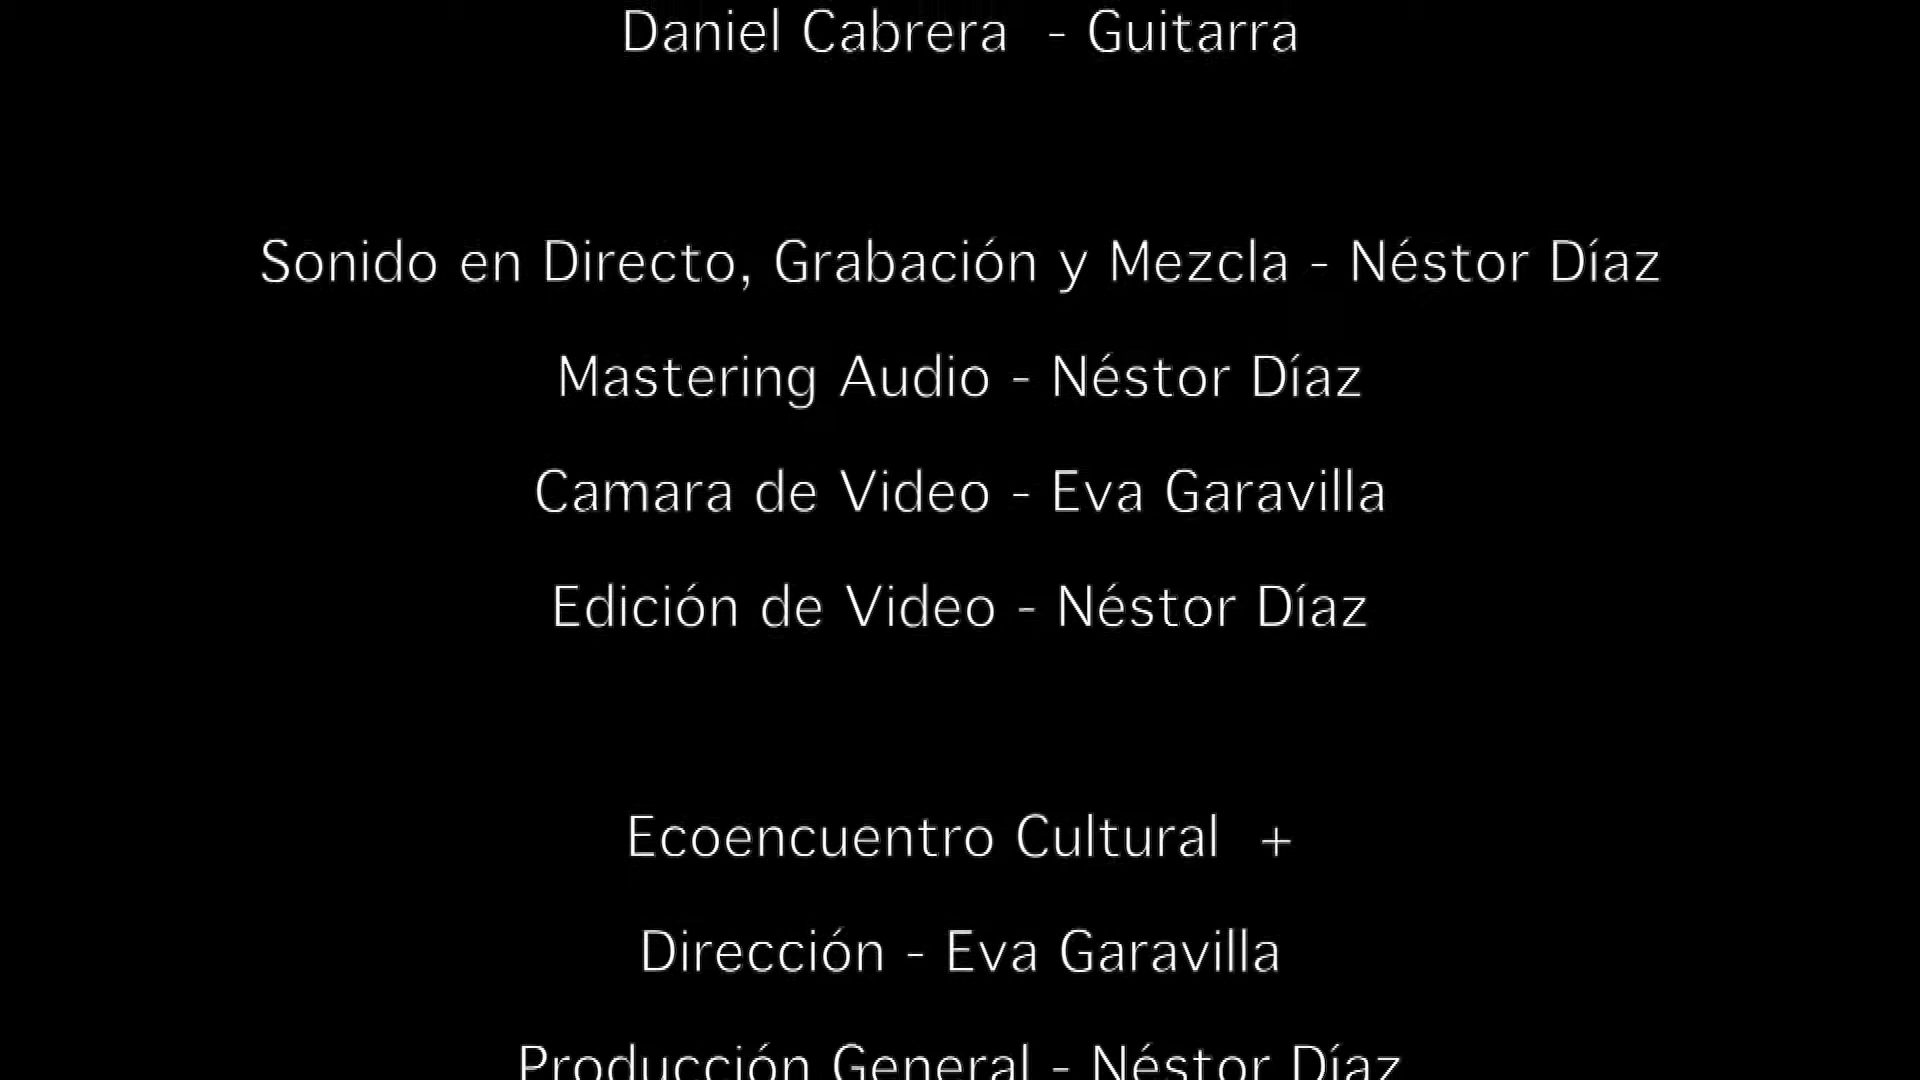 Daniel Cabrera  - Guitarra
Sonido en Directo, Grabación y Mezcla - Néstor Díaz
Mastering Audio - Néstor Díaz
Camara de Video - Eva Garavilla
Edición de Video - Néstor Díaz
Ecoencuentro Cultural  +
Dirección - Eva Garavilla
Producción General - Néstor Díaz